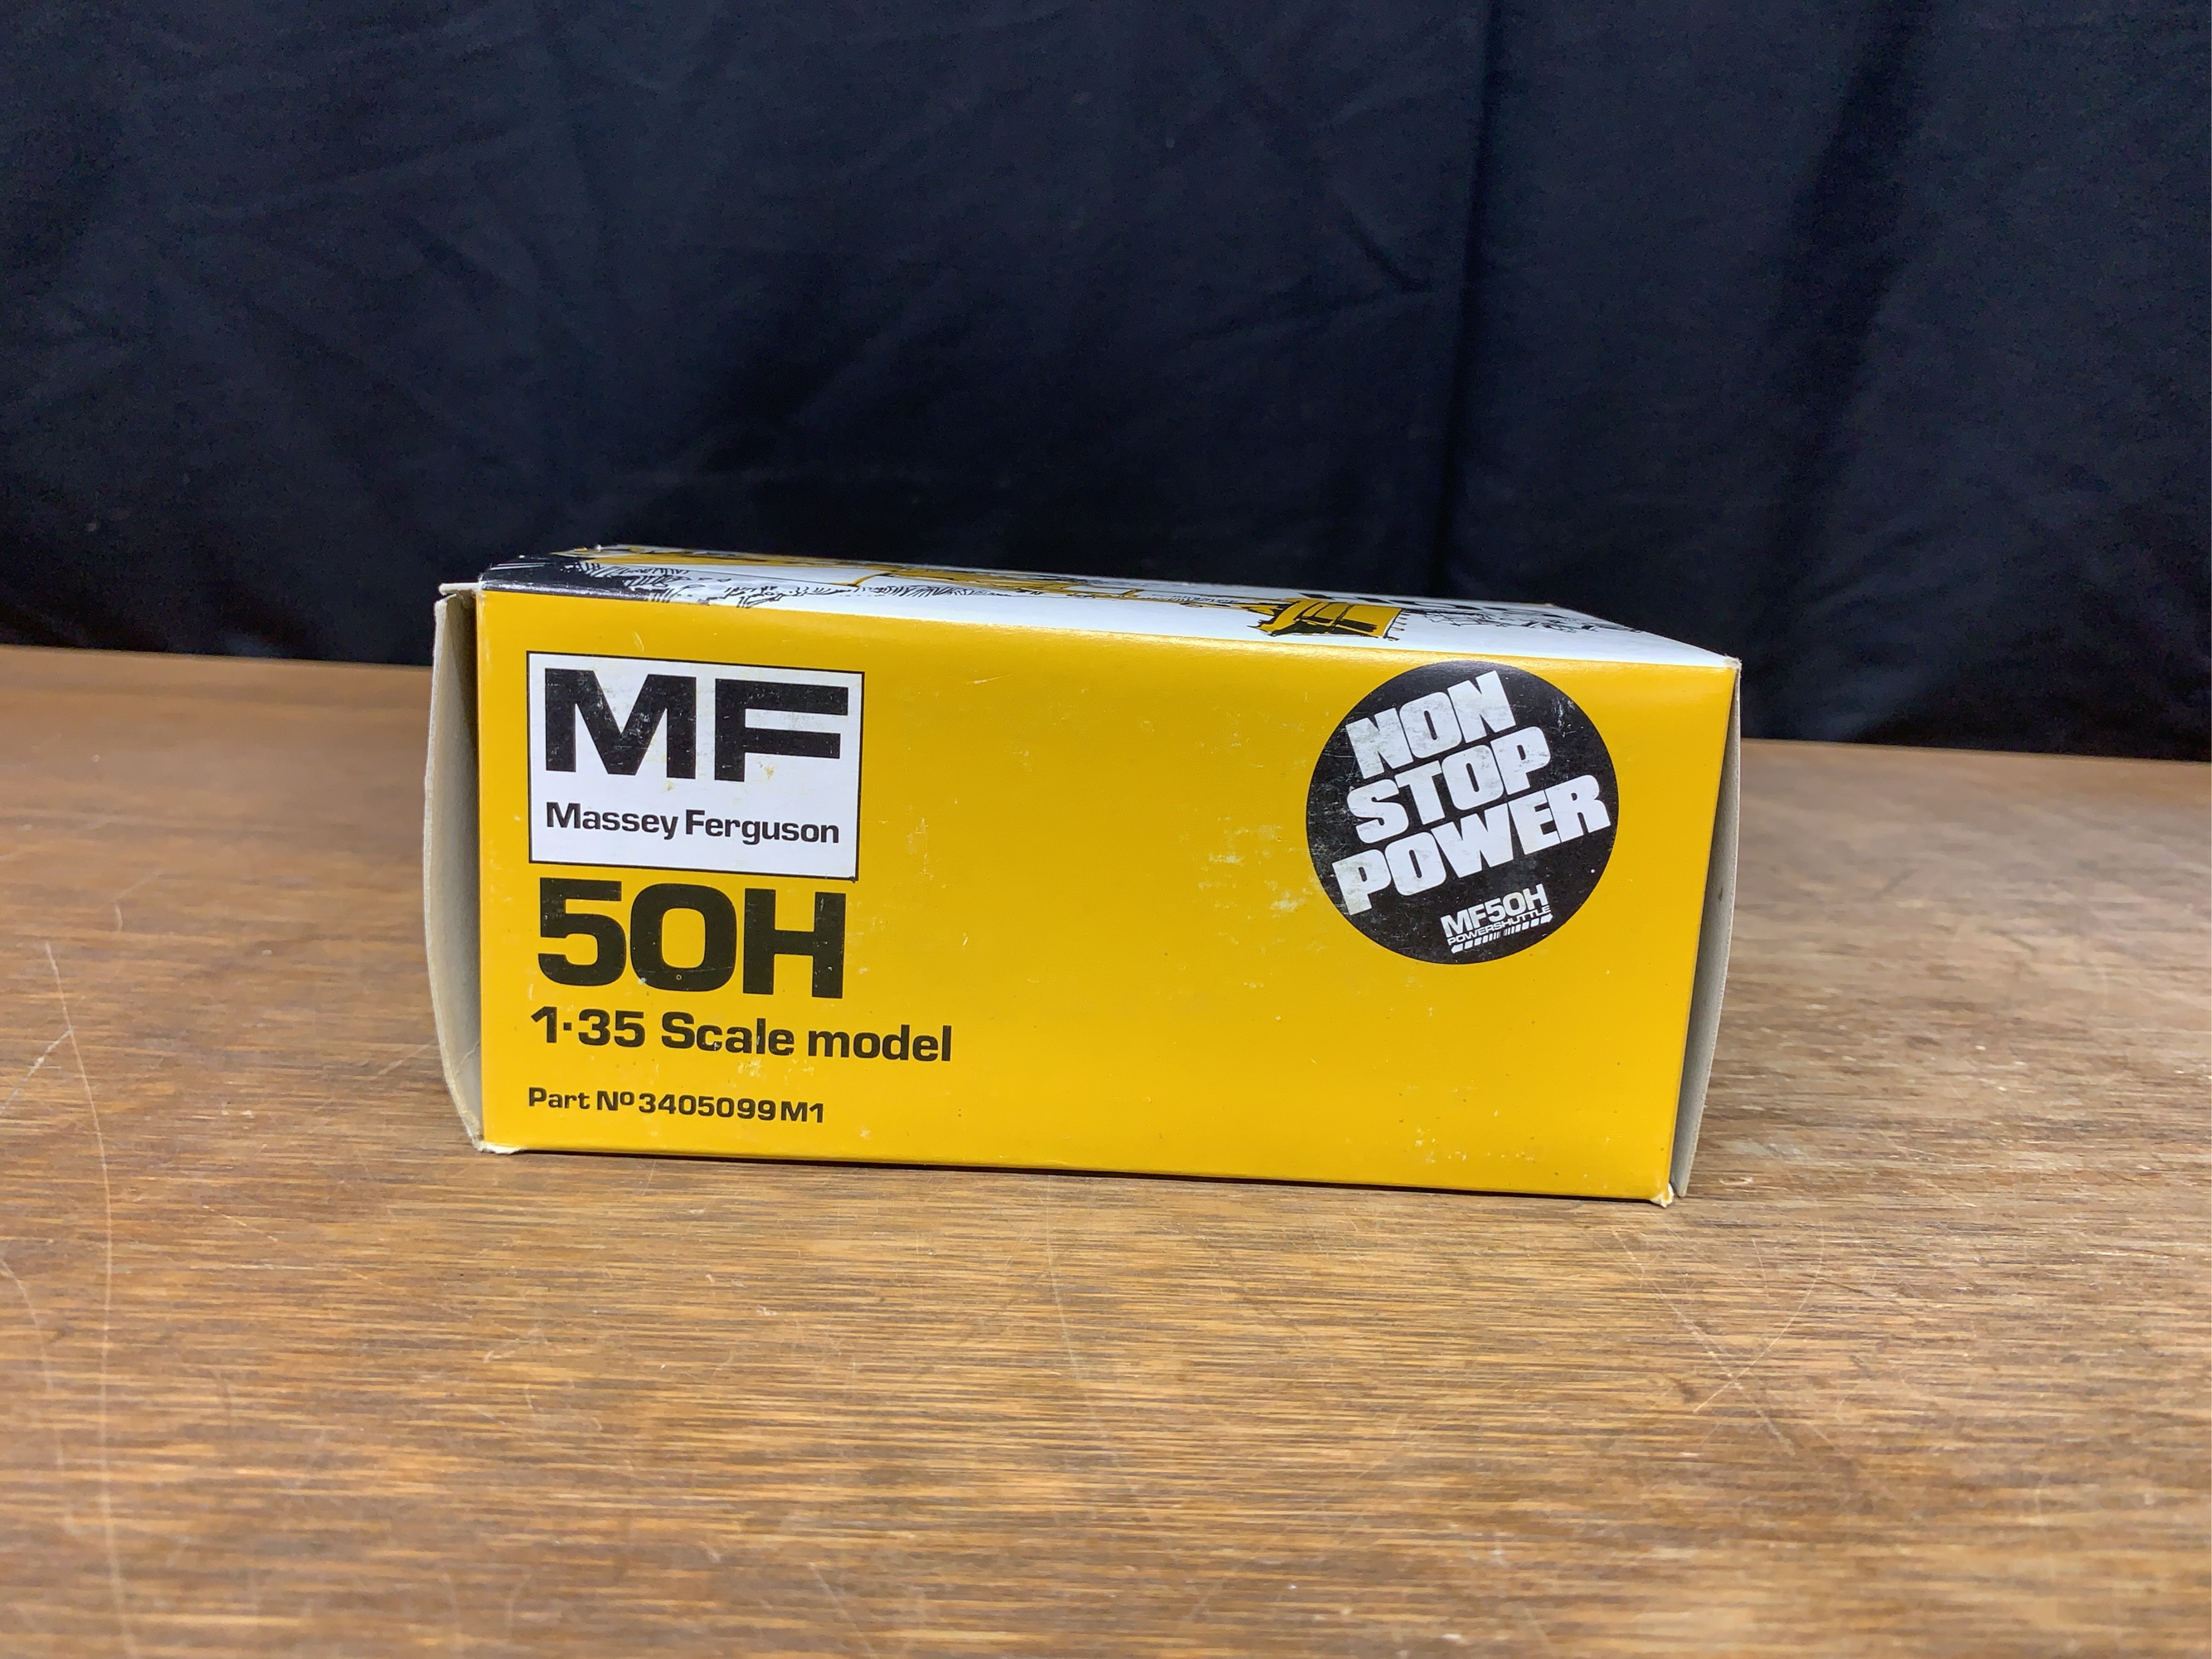 MF
Massey Ferguson
50H
1·35 Scale model
Part Nº 3405099 M1
NON
STOP
POWER
MF50H
POWERSHUTTLE